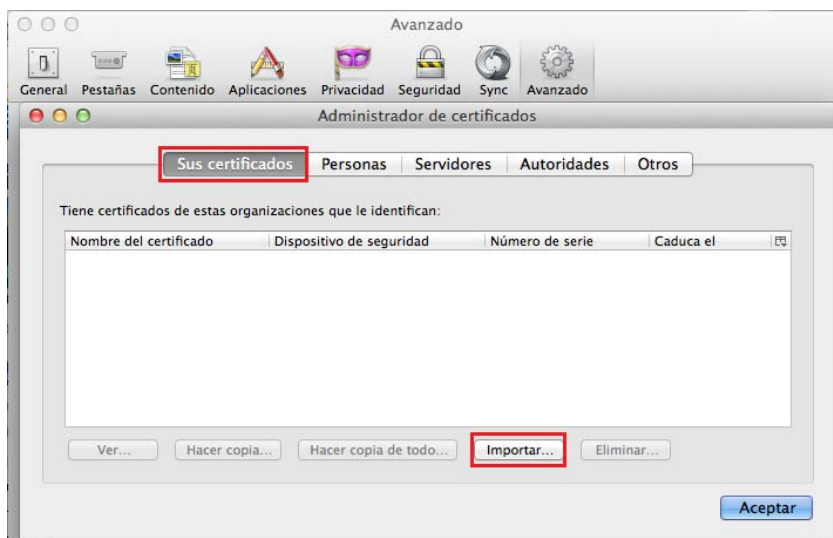 Avanzado
General Pestañas Contenido Aplicaciones Privacidad Seguridad Sync Avanzado
Administrador de certificados
Sus certificados Personas Servidores Autoridades Otros
Tiene certificados de estas organizaciones que le identifican:
Nombre del certificado Dispositivo de seguridad Número de serie Caduca el
Ver... Hacer copia... Hacer copia de todo... Importar... Eliminar...
Aceptar